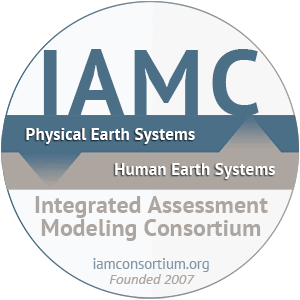 IAMC
Physical Earth Systems
Human Earth Systems
Integrated Assessment
Modeling Consortium
iamconsortium.org
Founded 2007